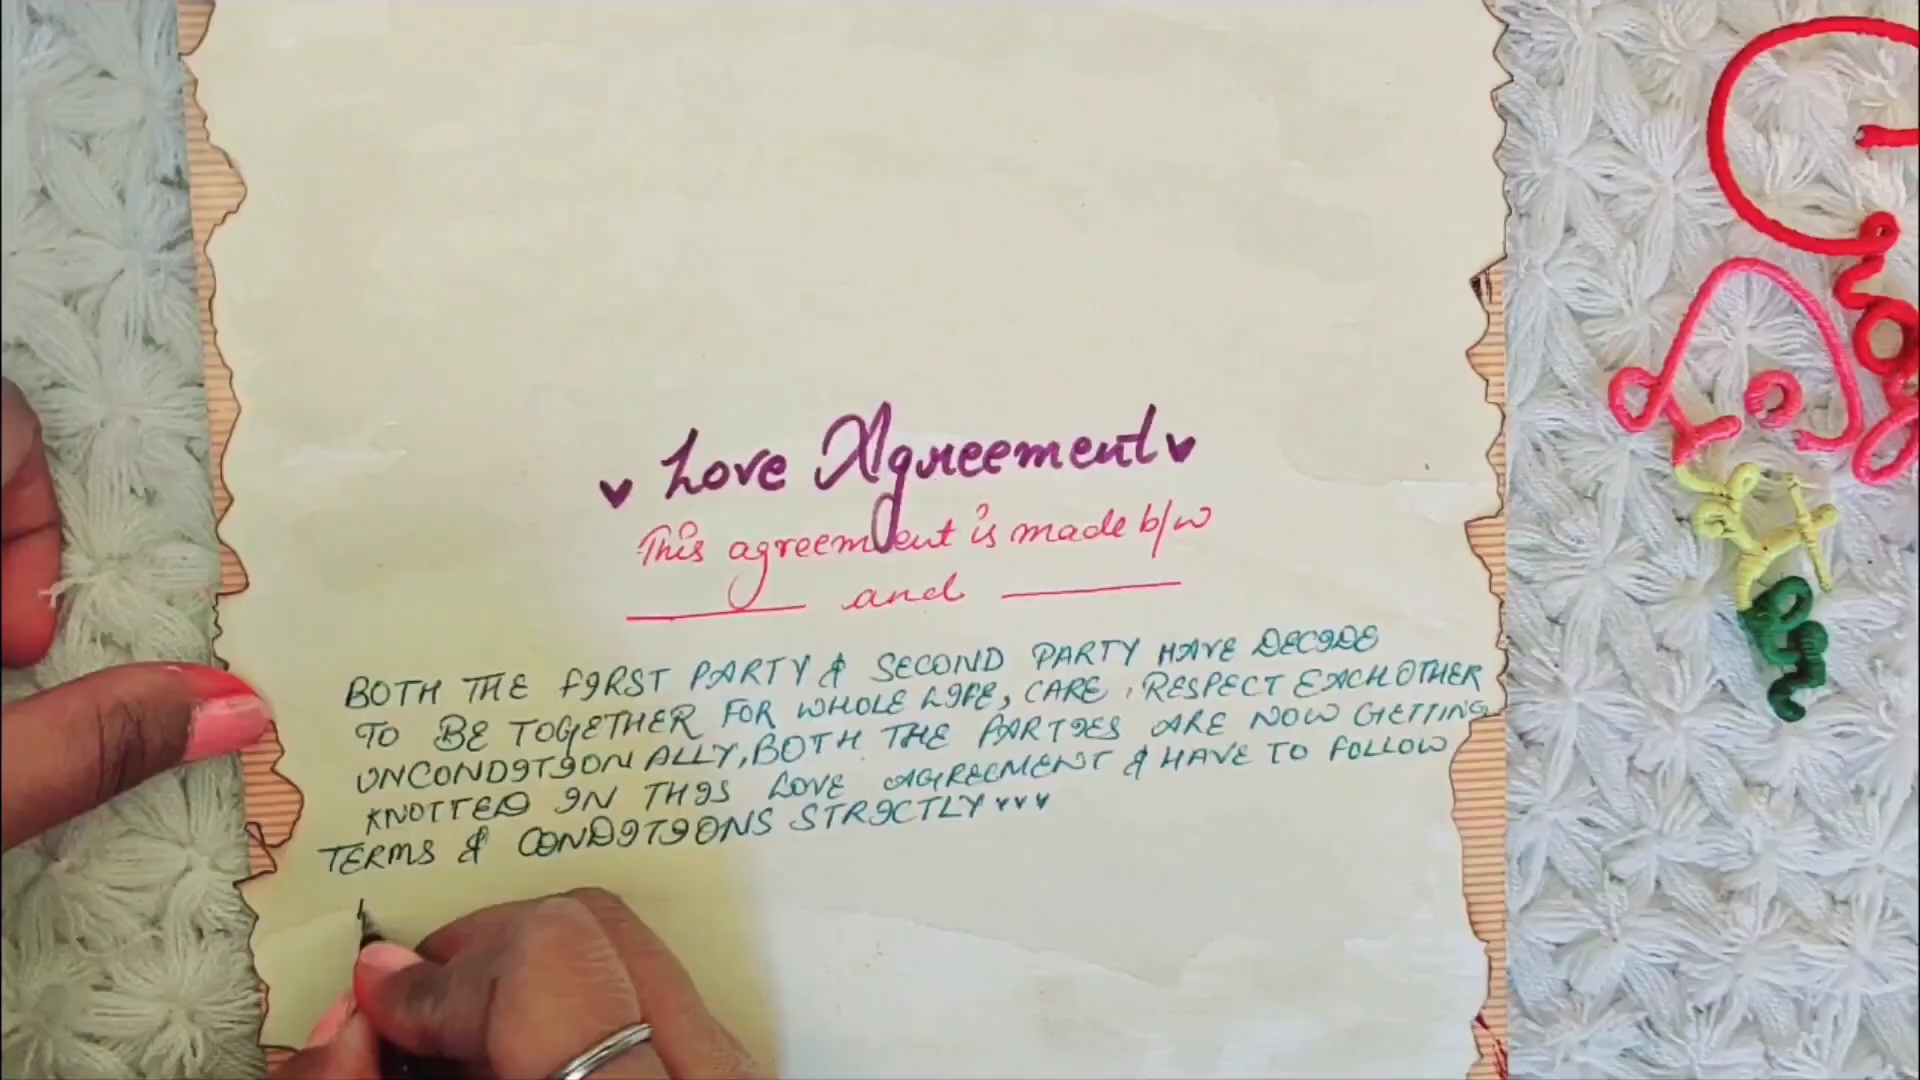 Love Agreement
This agreement is made b/w
and
BOTH THE FIRST PARTY & SECOND PARTY HAVE DECIDE
TO BE TOGETHER FOR WHOLE LIFE, CARE, RESPECT EACHOTHER
UNCONDITIONALLY, BOTH THE PARTIES ARE NOW GETTING
KNOTTED IN THIS LOVE AGREEMENT & HAVE TO FOLLOW
TERMS & CONDITIONS STRICTLY